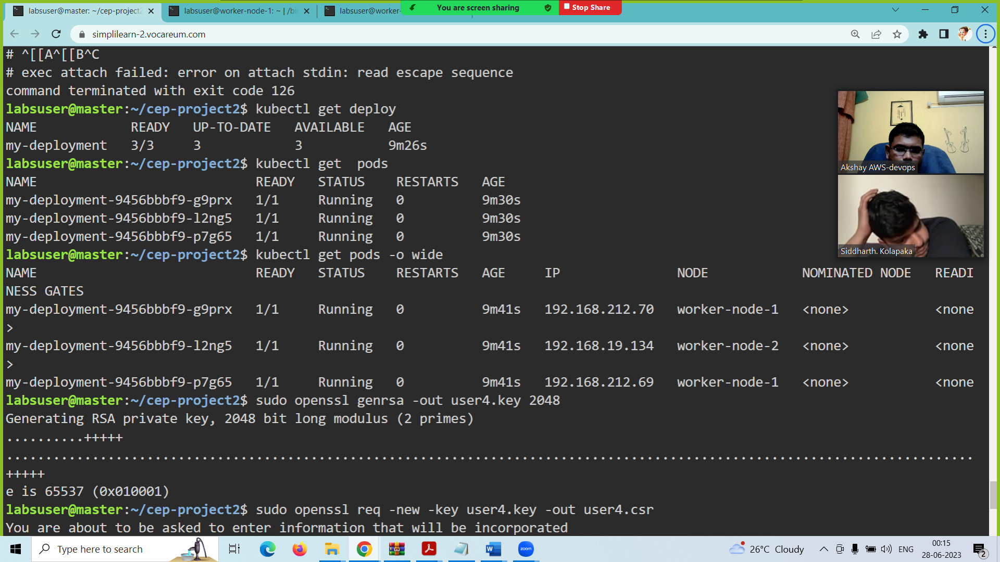 labsuser@master: ~/cep-project2
labsuser@worker-node-1: ~ | /bi
labsuser@worker-
You are screen sharing
Stop Share
simplilearn-2.vocareum.com
# ^[[A^[[B^C
# exec attach failed: error on attach stdin: read escape sequence
command terminated with exit code 126
labsuser@master:~/cep-project2$ kubectl get deploy
NAME            READY   UP-TO-DATE   AVAILABLE   AGE
my-deployment   3/3     3            3           9m26s
labsuser@master:~/cep-project2$ kubectl get  pods
NAME                            READY   STATUS    RESTARTS   AGE
my-deployment-9456bbbf9-g9prx   1/1     Running   0          9m30s
my-deployment-9456bbbf9-l2ng5   1/1     Running   0          9m30s
my-deployment-9456bbbf9-p7g65   1/1     Running   0          9m30s
labsuser@master:~/cep-project2$ kubectl get pods -o wide
NAME                            READY   STATUS    RESTARTS   AGE     IP               NODE            NOMINATED NODE   READI
NESS GATES
my-deployment-9456bbbf9-g9prx   1/1     Running   0          9m41s   192.168.212.70   worker-node-1   <none>           <none
>
my-deployment-9456bbbf9-l2ng5   1/1     Running   0          9m41s   192.168.19.134   worker-node-2   <none>           <none
>
my-deployment-9456bbbf9-p7g65   1/1     Running   0          9m41s   192.168.212.69   worker-node-1   <none>           <none
labsuser@master:~/cep-project2$ sudo openssl genrsa -out user4.key 2048
Generating RSA private key, 2048 bit long modulus (2 primes)
..........+++++
............................................................................................................................
+++++
e is 65537 (0x010001)
labsuser@master:~/cep-project2$ sudo openssl req -new -key user4.key -out user4.csr
You are about to be asked to enter information that will be incorporated
Akshay AWS-devops
Siddharth. Kolapaka
Type here to search
zoom
26°C Cloudy
ENG
00:15
28-06-2023
2